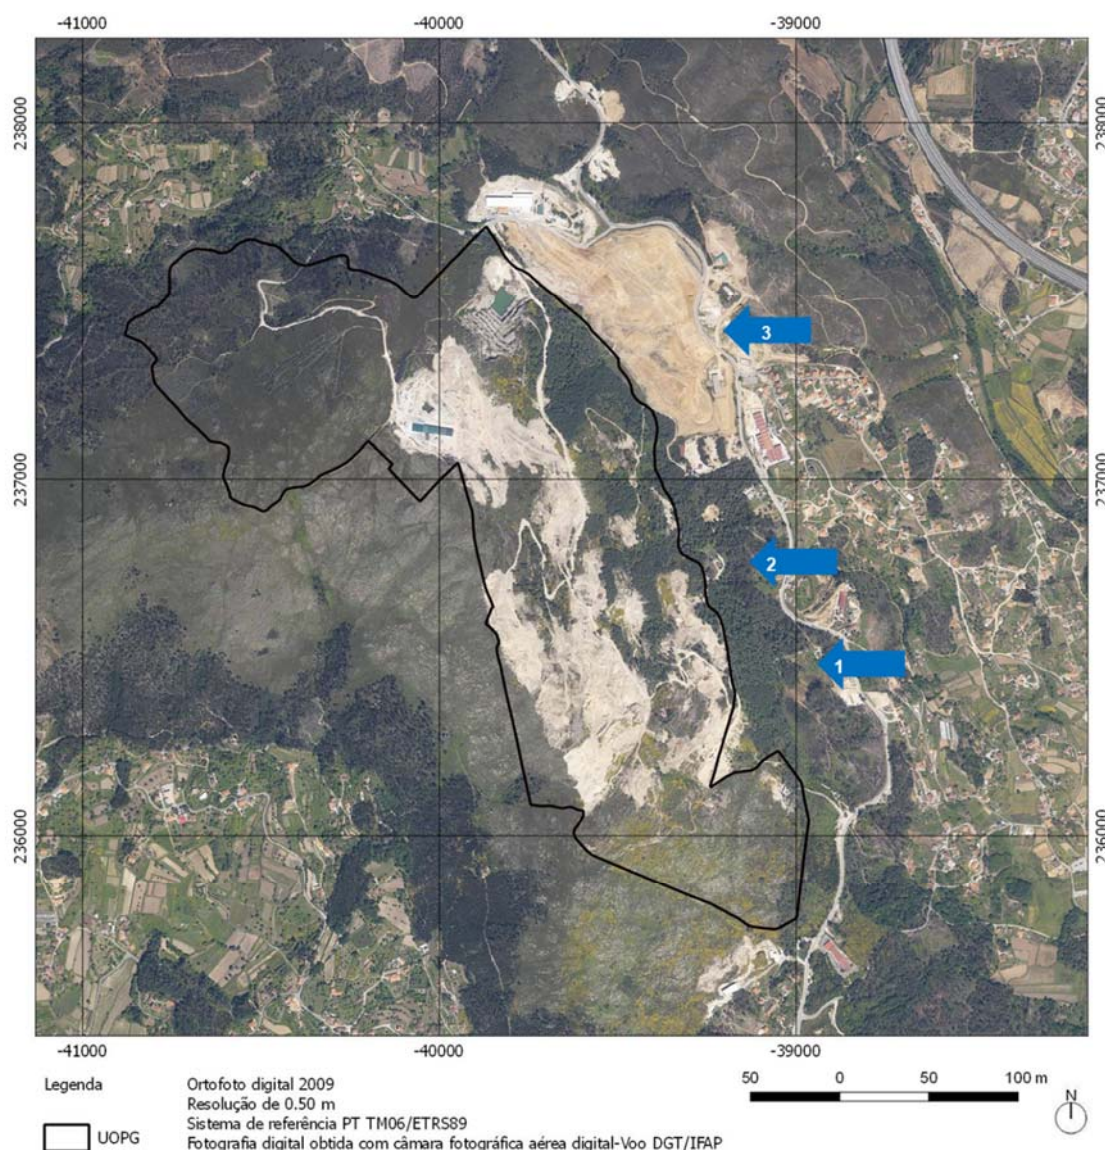 -41000 -40000 -39000
238000 238000
3
237000 237000
2
1
236000 236000
-41000 -40000 -39000
Legenda
UOPG
Ortofoto digital 2009
Resolução de 0.50 m
Sistema de referência PT TM06/ETRS89
Fotografia digital obtida com câmara fotográfica aérea digital-Voo DGT/IFAP
50 0 50 100 m
N